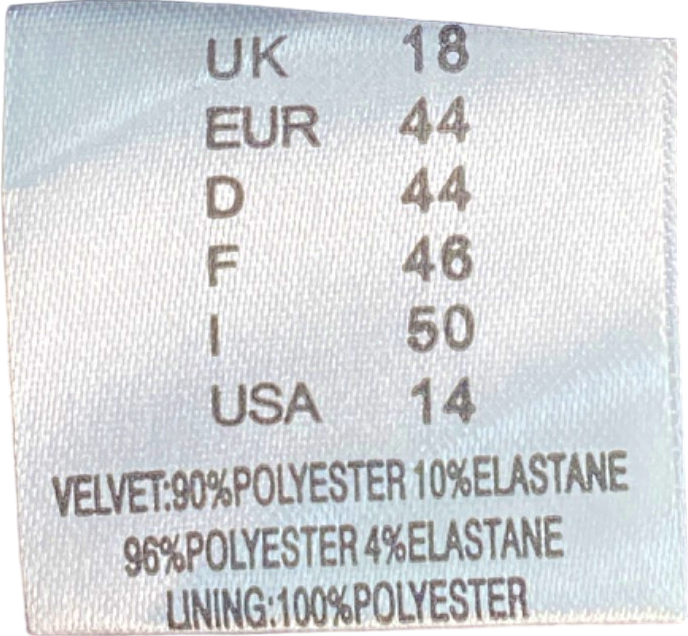 UK 18
EUR 44
D 44
F 46
I 50
USA 14
VELVET:90%POLYESTER 10%ELASTANE
96%POLYESTER 4%ELASTANE
LINING:100%POLYESTER